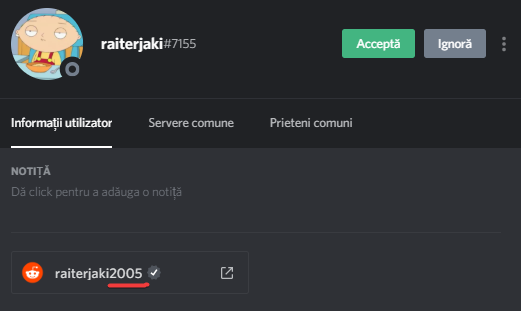 raiterjaki#7155
Acceptă
Ignoră
Informații utilizator
Servere comune
Prieteni comuni
NOTIȚĂ
Dă click pentru a adăuga o notiță
raiterjaki2005